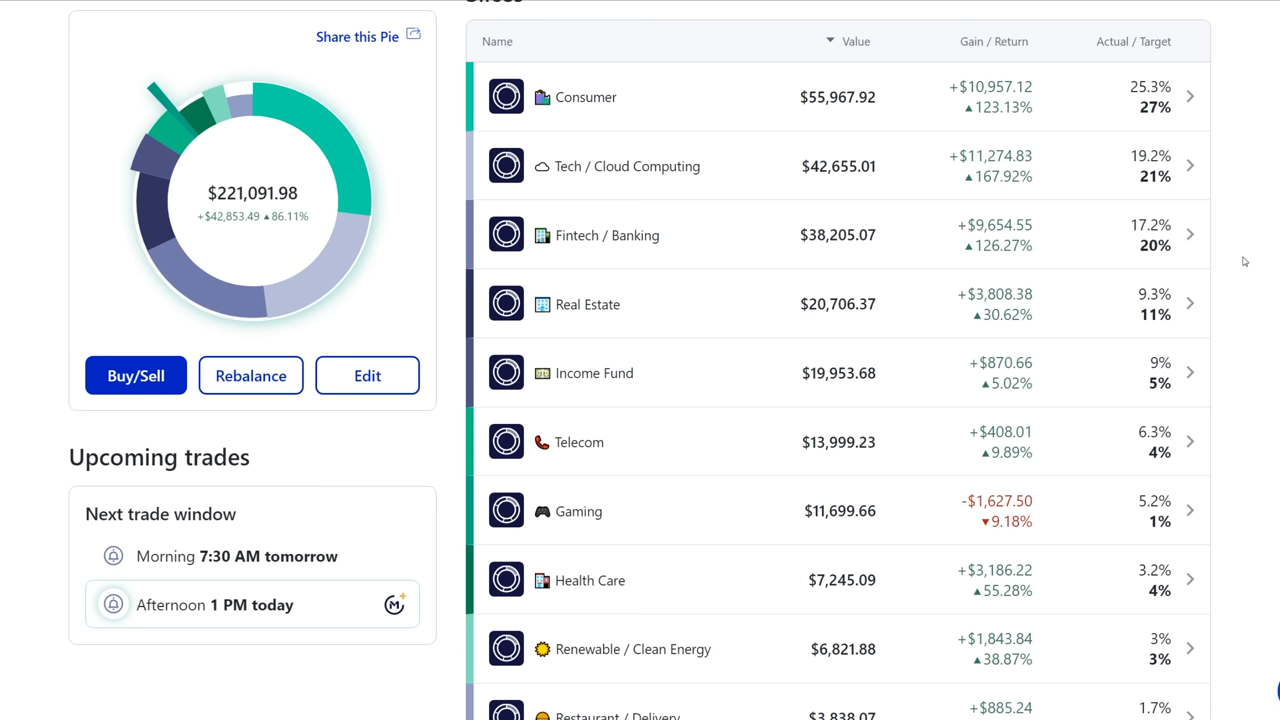 Share this Pie
$221,091.98
+$42,853.49 ▲86.11%
Buy/Sell
Rebalance
Edit
Upcoming trades
Next trade window
Morning 7:30 AM tomorrow
Afternoon 1 PM today
M
Slices
Name
▼ Value
Gain / Return
Actual / Target
Consumer
$55,967.92
+$10,957.12
▲123.13%
25.3%
27%
Tech / Cloud Computing
$42,655.01
+$11,274.83
▲167.92%
19.2%
21%
Fintech / Banking
$38,205.07
+$9,654.55
▲126.27%
17.2%
20%
Real Estate
$20,706.37
+$3,808.38
▲30.62%
9.3%
11%
Income Fund
$19,953.68
+$870.66
▲5.02%
9%
5%
Telecom
$13,999.23
+$408.01
▲9.89%
6.3%
4%
Gaming
$11,699.66
-$1,627.50
▼9.18%
5.2%
1%
Health Care
$7,245.09
+$3,186.22
▲55.28%
3.2%
4%
Renewable / Clean Energy
$6,821.88
+$1,843.84
▲38.87%
3%
3%
Restaurant / Delivery
$3,838.07
+$885.24
1.7%